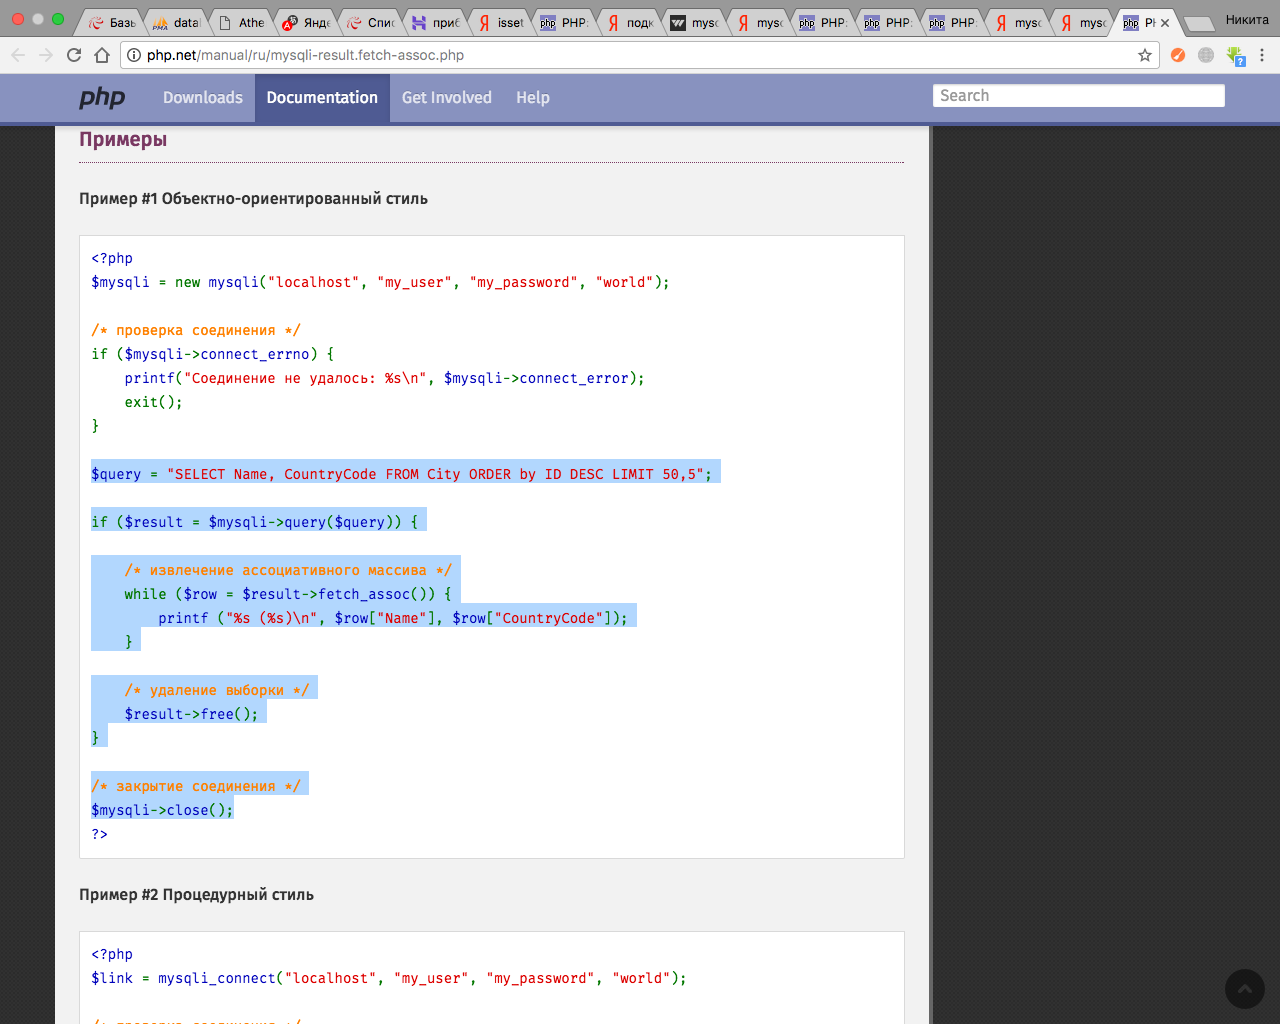 Базы
data
Athe
Янде
Спис
приб
isset
PHP:
подк
myso
myso
PHP:
PHP:
PHP:
myso
myso
PH
Никита
php.net/manual/ru/mysqli-result.fetch-assoc.php
php
Downloads
Documentation
Get Involved
Help
Search
Примеры
Пример #1 Объектно-ориентированный стиль
<?php
$mysqli = new mysqli("localhost", "my_user", "my_password", "world");
/* проверка соединения */
if ($mysqli->connect_errno) {
    printf("Соединение не удалось: %s\n", $mysqli->connect_error);
    exit();
}
$query = "SELECT Name, CountryCode FROM City ORDER by ID DESC LIMIT 50,5";
if ($result = $mysqli->query($query)) {
    /* извлечение ассоциативного массива */
    while ($row = $result->fetch_assoc()) {
        printf ("%s (%s)\n", $row["Name"], $row["CountryCode"]);
    }
    /* удаление выборки */
    $result->free();
}
/* закрытие соединения */
$mysqli->close();
?>
Пример #2 Процедурный стиль
<?php
$link = mysqli_connect("localhost", "my_user", "my_password", "world");